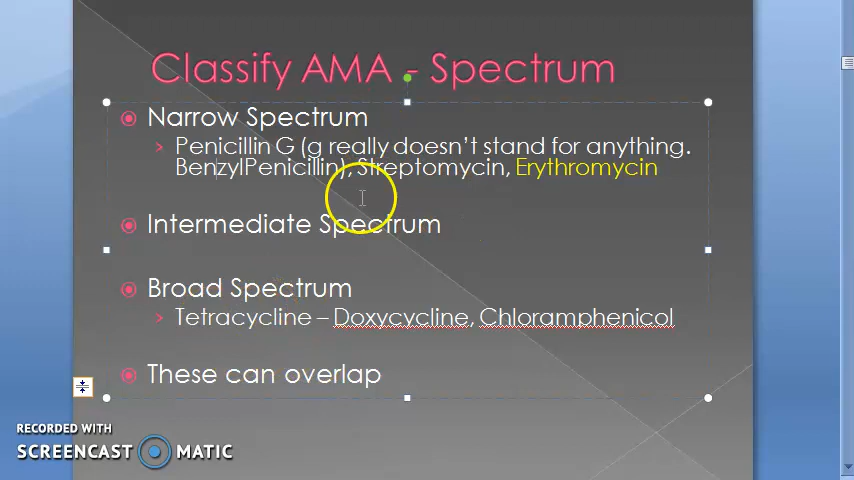 Classify AMA - Spectrum
Narrow Spectrum
Penicillin G (g really doesn't stand for anything.
BenzylPenicillin), Streptomycin, Erythromycin
Intermediate Spectrum
Broad Spectrum
Tetracycline – Doxycycline, Chloramphenicol
These can overlap
RECORDED WITH
SCREENCAST MATIC